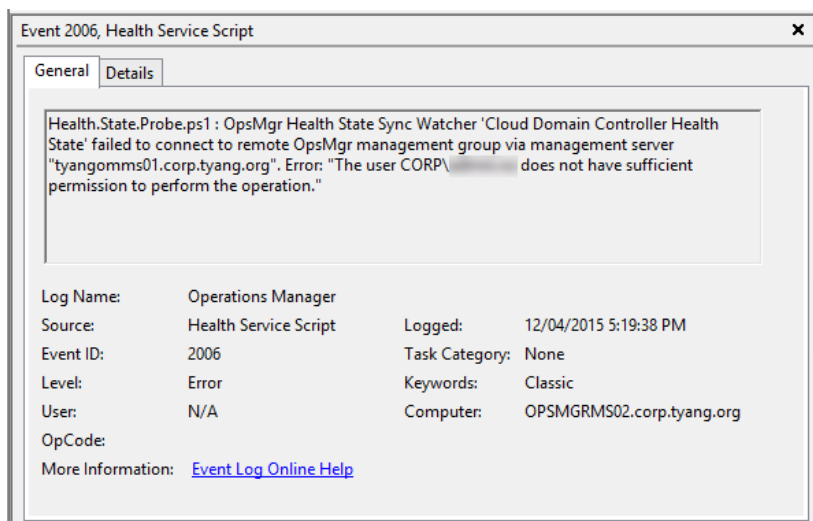 Event 2006, Health Service Script
General Details
Health.State.Probe.ps1 : OpsMgr Health State Sync Watcher 'Cloud Domain Controller Health
State' failed to connect to remote OpsMgr management group via management server
"tyangomms01.corp.tyang.org". Error: "The user CORP\ does not have sufficient
permission to perform the operation."
Log Name: Operations Manager
Source: Health Service Script Logged: 12/04/2015 5:19:38 PM
Event ID: 2006 Task Category: None
Level: Error Keywords: Classic
User: N/A Computer: OPSMGRMS02.corp.tyang.org
OpCode:
More Information: Event Log Online Help